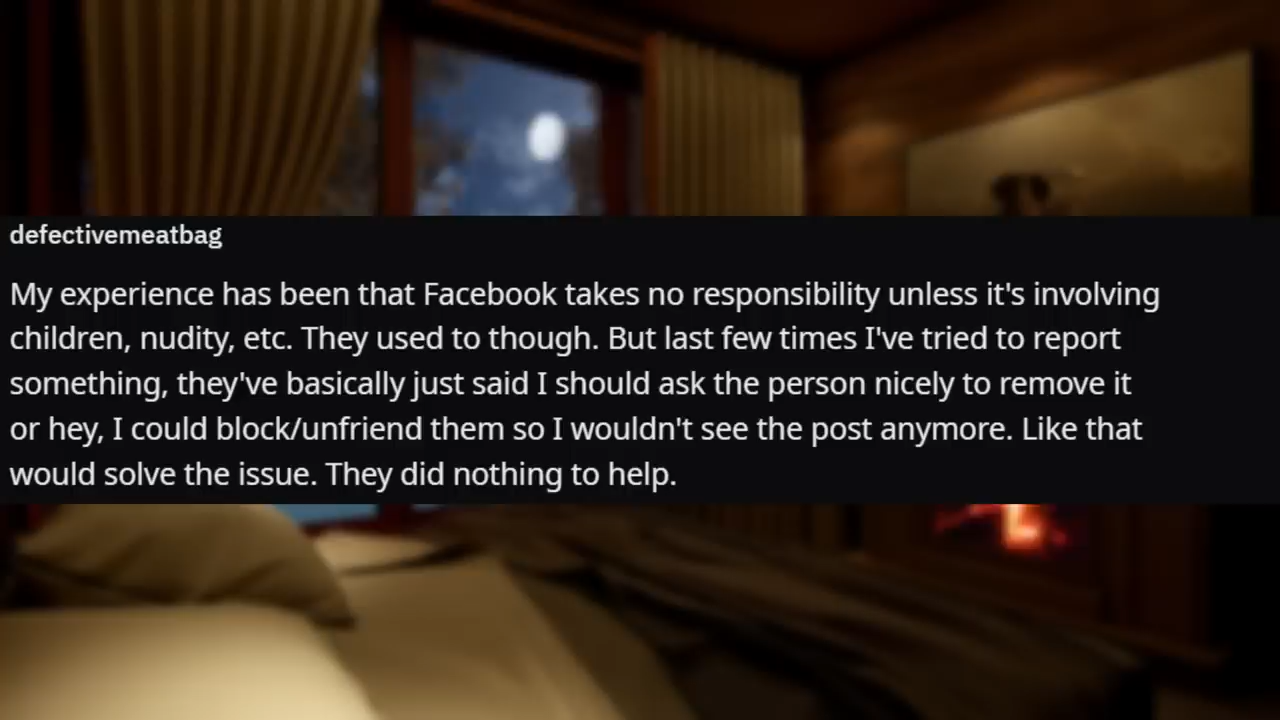 defectivemeatbag
My experience has been that Facebook takes no responsibility unless it's involving
children, nudity, etc. They used to though. But last few times I've tried to report
something, they've basically just said I should ask the person nicely to remove it
or hey, I could block/unfriend them so I wouldn't see the post anymore. Like that
would solve the issue. They did nothing to help.